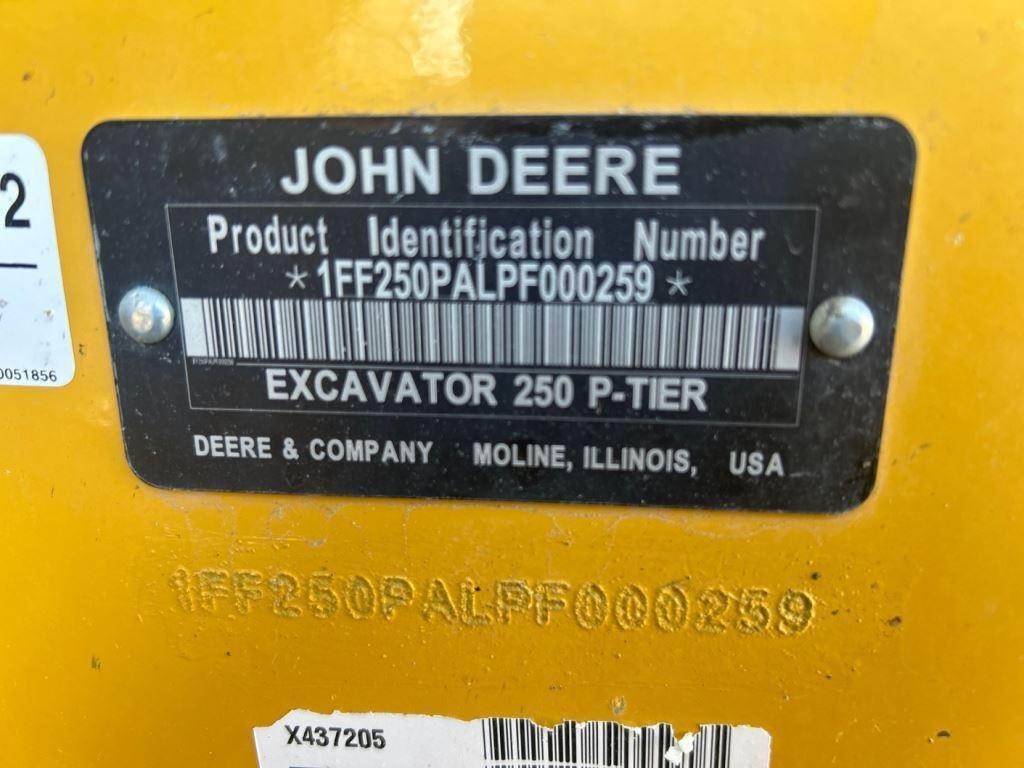 JOHN DEERE
Product Identification Number
*1FF250PALPF000259*
EXCAVATOR 250 P-TIER
DEERE & COMPANY MOLINE, ILLINOIS, USA
1FF250PALPF000259
2
0051856
X437205